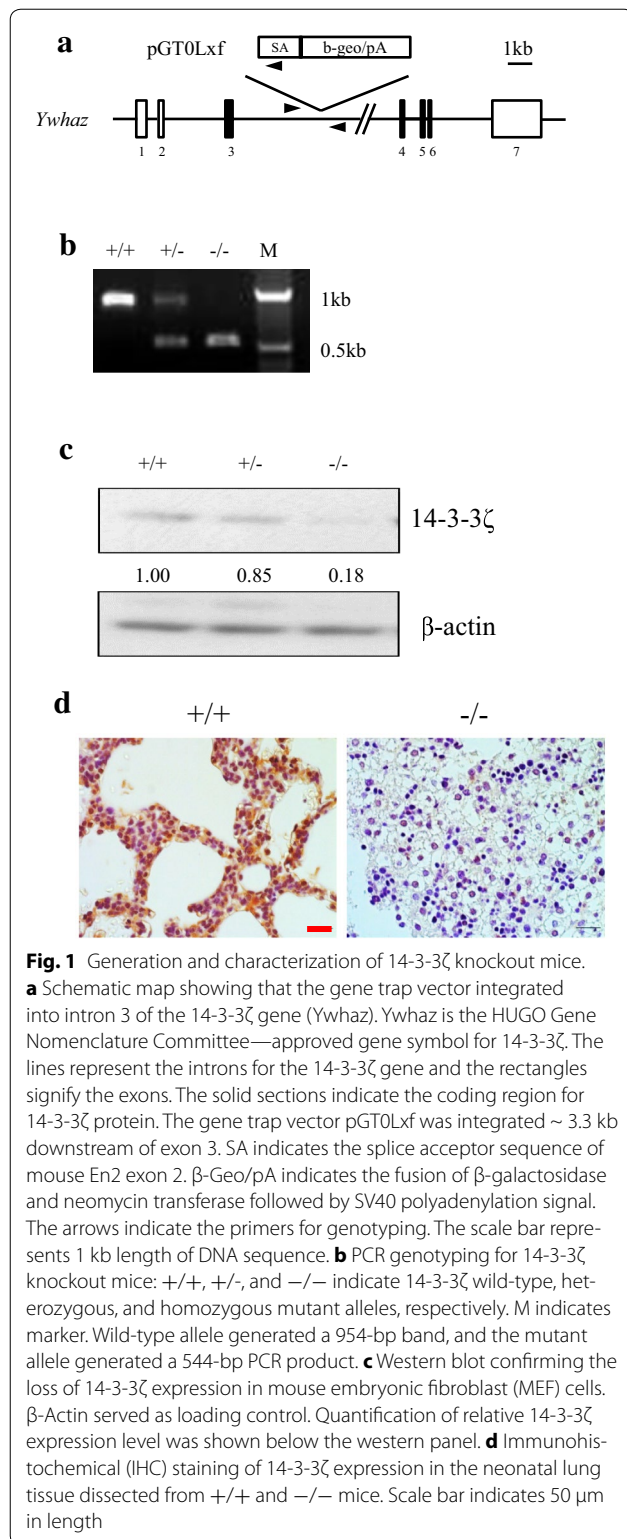 a
pGT0Lxf SA b-geo/pA 1kb
Ywhaz
1 2 3 4 5 6 7
b
+/+ +/- -/- M
1kb
0.5kb
c
+/+ +/- -/-
14-3-3ζ
1.00 0.85 0.18
β-actin
d
+/+ -/-
Fig. 1 Generation and characterization of 14-3-3ζ knockout mice.
a Schematic map showing that the gene trap vector integrated
into intron 3 of the 14-3-3ζ gene (Ywhaz). Ywhaz is the HUGO Gene
Nomenclature Committee—approved gene symbol for 14-3-3ζ. The
lines represent the introns for the 14-3-3ζ gene and the rectangles
signify the exons. The solid sections indicate the coding region for
14-3-3ζ protein. The gene trap vector pGT0Lxf was integrated ~ 3.3 kb
downstream of exon 3. SA indicates the splice acceptor sequence of
mouse En2 exon 2. β-Geo/pA indicates the fusion of β-galactosidase
and neomycin transferase followed by SV40 polyadenylation signal.
The arrows indicate the primers for genotyping. The scale bar repre-
sents 1 kb length of DNA sequence. b PCR genotyping for 14-3-3ζ
knockout mice: +/+, +/-, and −/− indicate 14-3-3ζ wild-type, het-
erozygous, and homozygous mutant alleles, respectively. M indicates
marker. Wild-type allele generated a 954-bp band, and the mutant
allele generated a 544-bp PCR product. c Western blot confirming the
loss of 14-3-3ζ expression in mouse embryonic fibroblast (MEF) cells.
β-Actin served as loading control. Quantification of relative 14-3-3ζ
expression level was shown below the western panel. d Immunohis-
tochemical (IHC) staining of 14-3-3ζ expression in the neonatal lung
tissue dissected from +/+ and −/− mice. Scale bar indicates 50 μm
in length